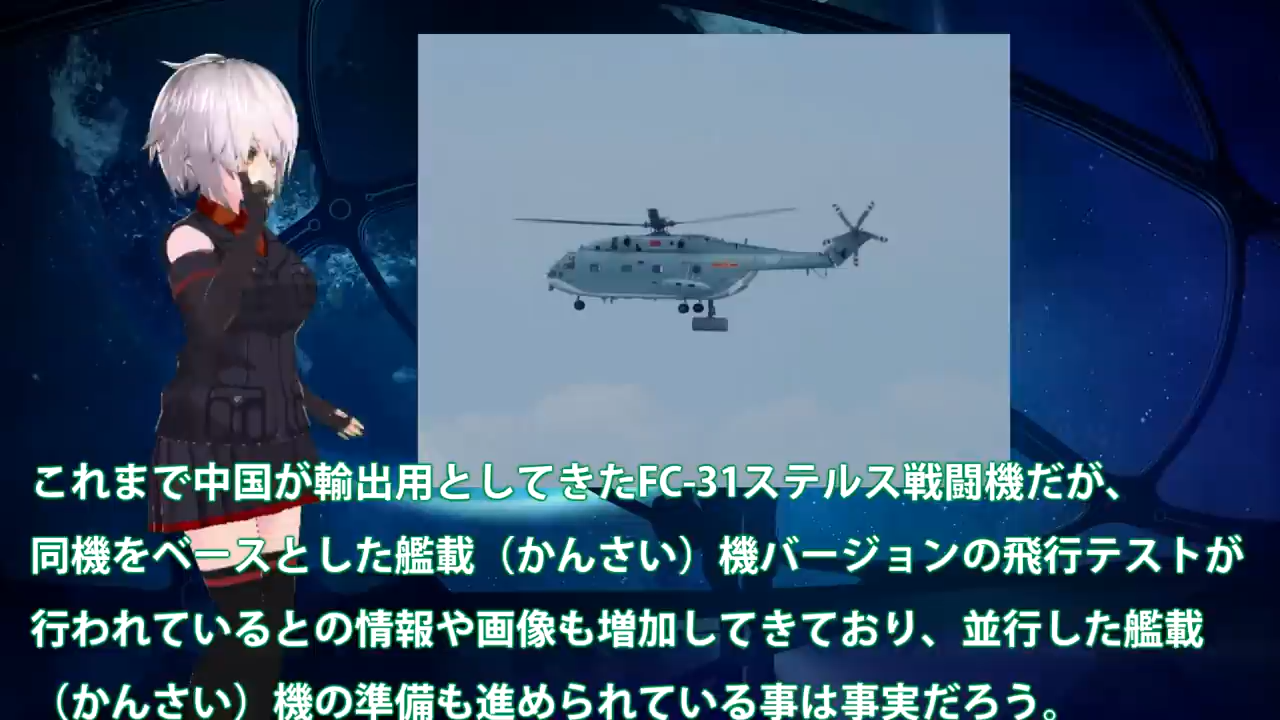 これまで中国が輸出用としてきたFC-31ステルス戦闘機だが、
同機をベースとした艦載（かんさい）機バージョンの飛行テストが
行われているとの情報や画像も増加してきており、並行した艦載
（かんさい）機の準備も進められている事は事実だろう。